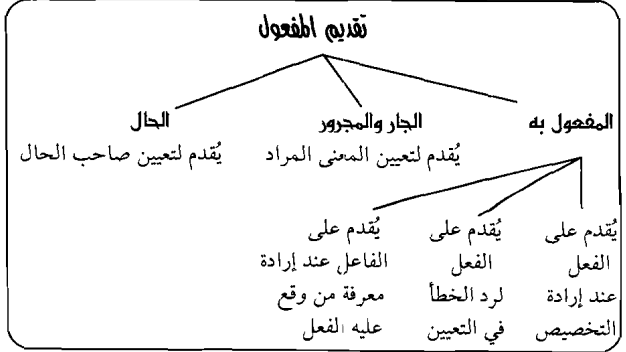 تقديم المفعول
المفعول به
الجار والمجرور
يُقدم لتعيين المعنى المراد
الحال
يُقدم لتعيين صاحب الحال
يُقدم على
الفعل
عند إرادة
التخصيص
يُقدم على
الفعل
لرد الخطأ
في التعيين
يُقدم على
الفاعل عند إرادة
معرفة من وقع
عليه الفعل